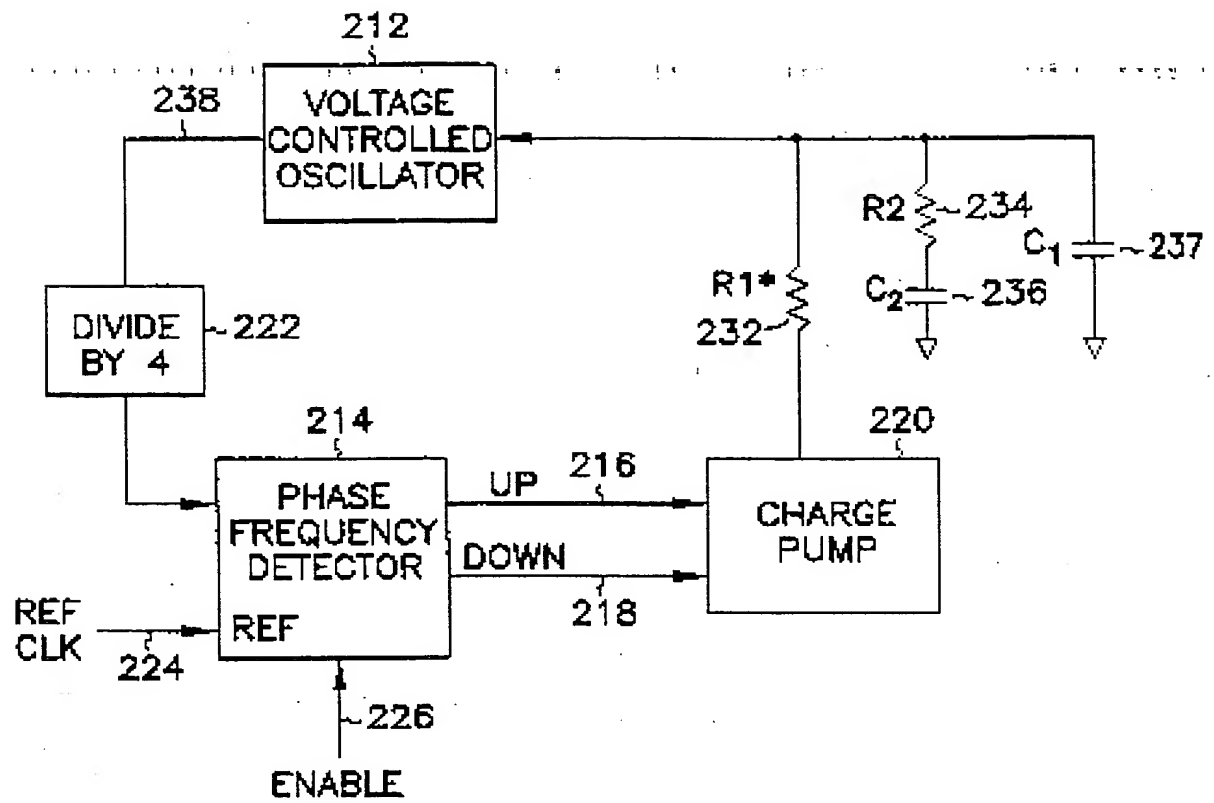 212
238
VOLTAGE
CONTROLLED
OSCILLATOR
R2
234
C1
237
R1*
232
C2
236
DIVIDE
BY 4
222
214
216
220
UP
PHASE
FREQUENCY
DETECTOR
DOWN
218
CHARGE
PUMP
REF
CLK
224
REF
226
ENABLE